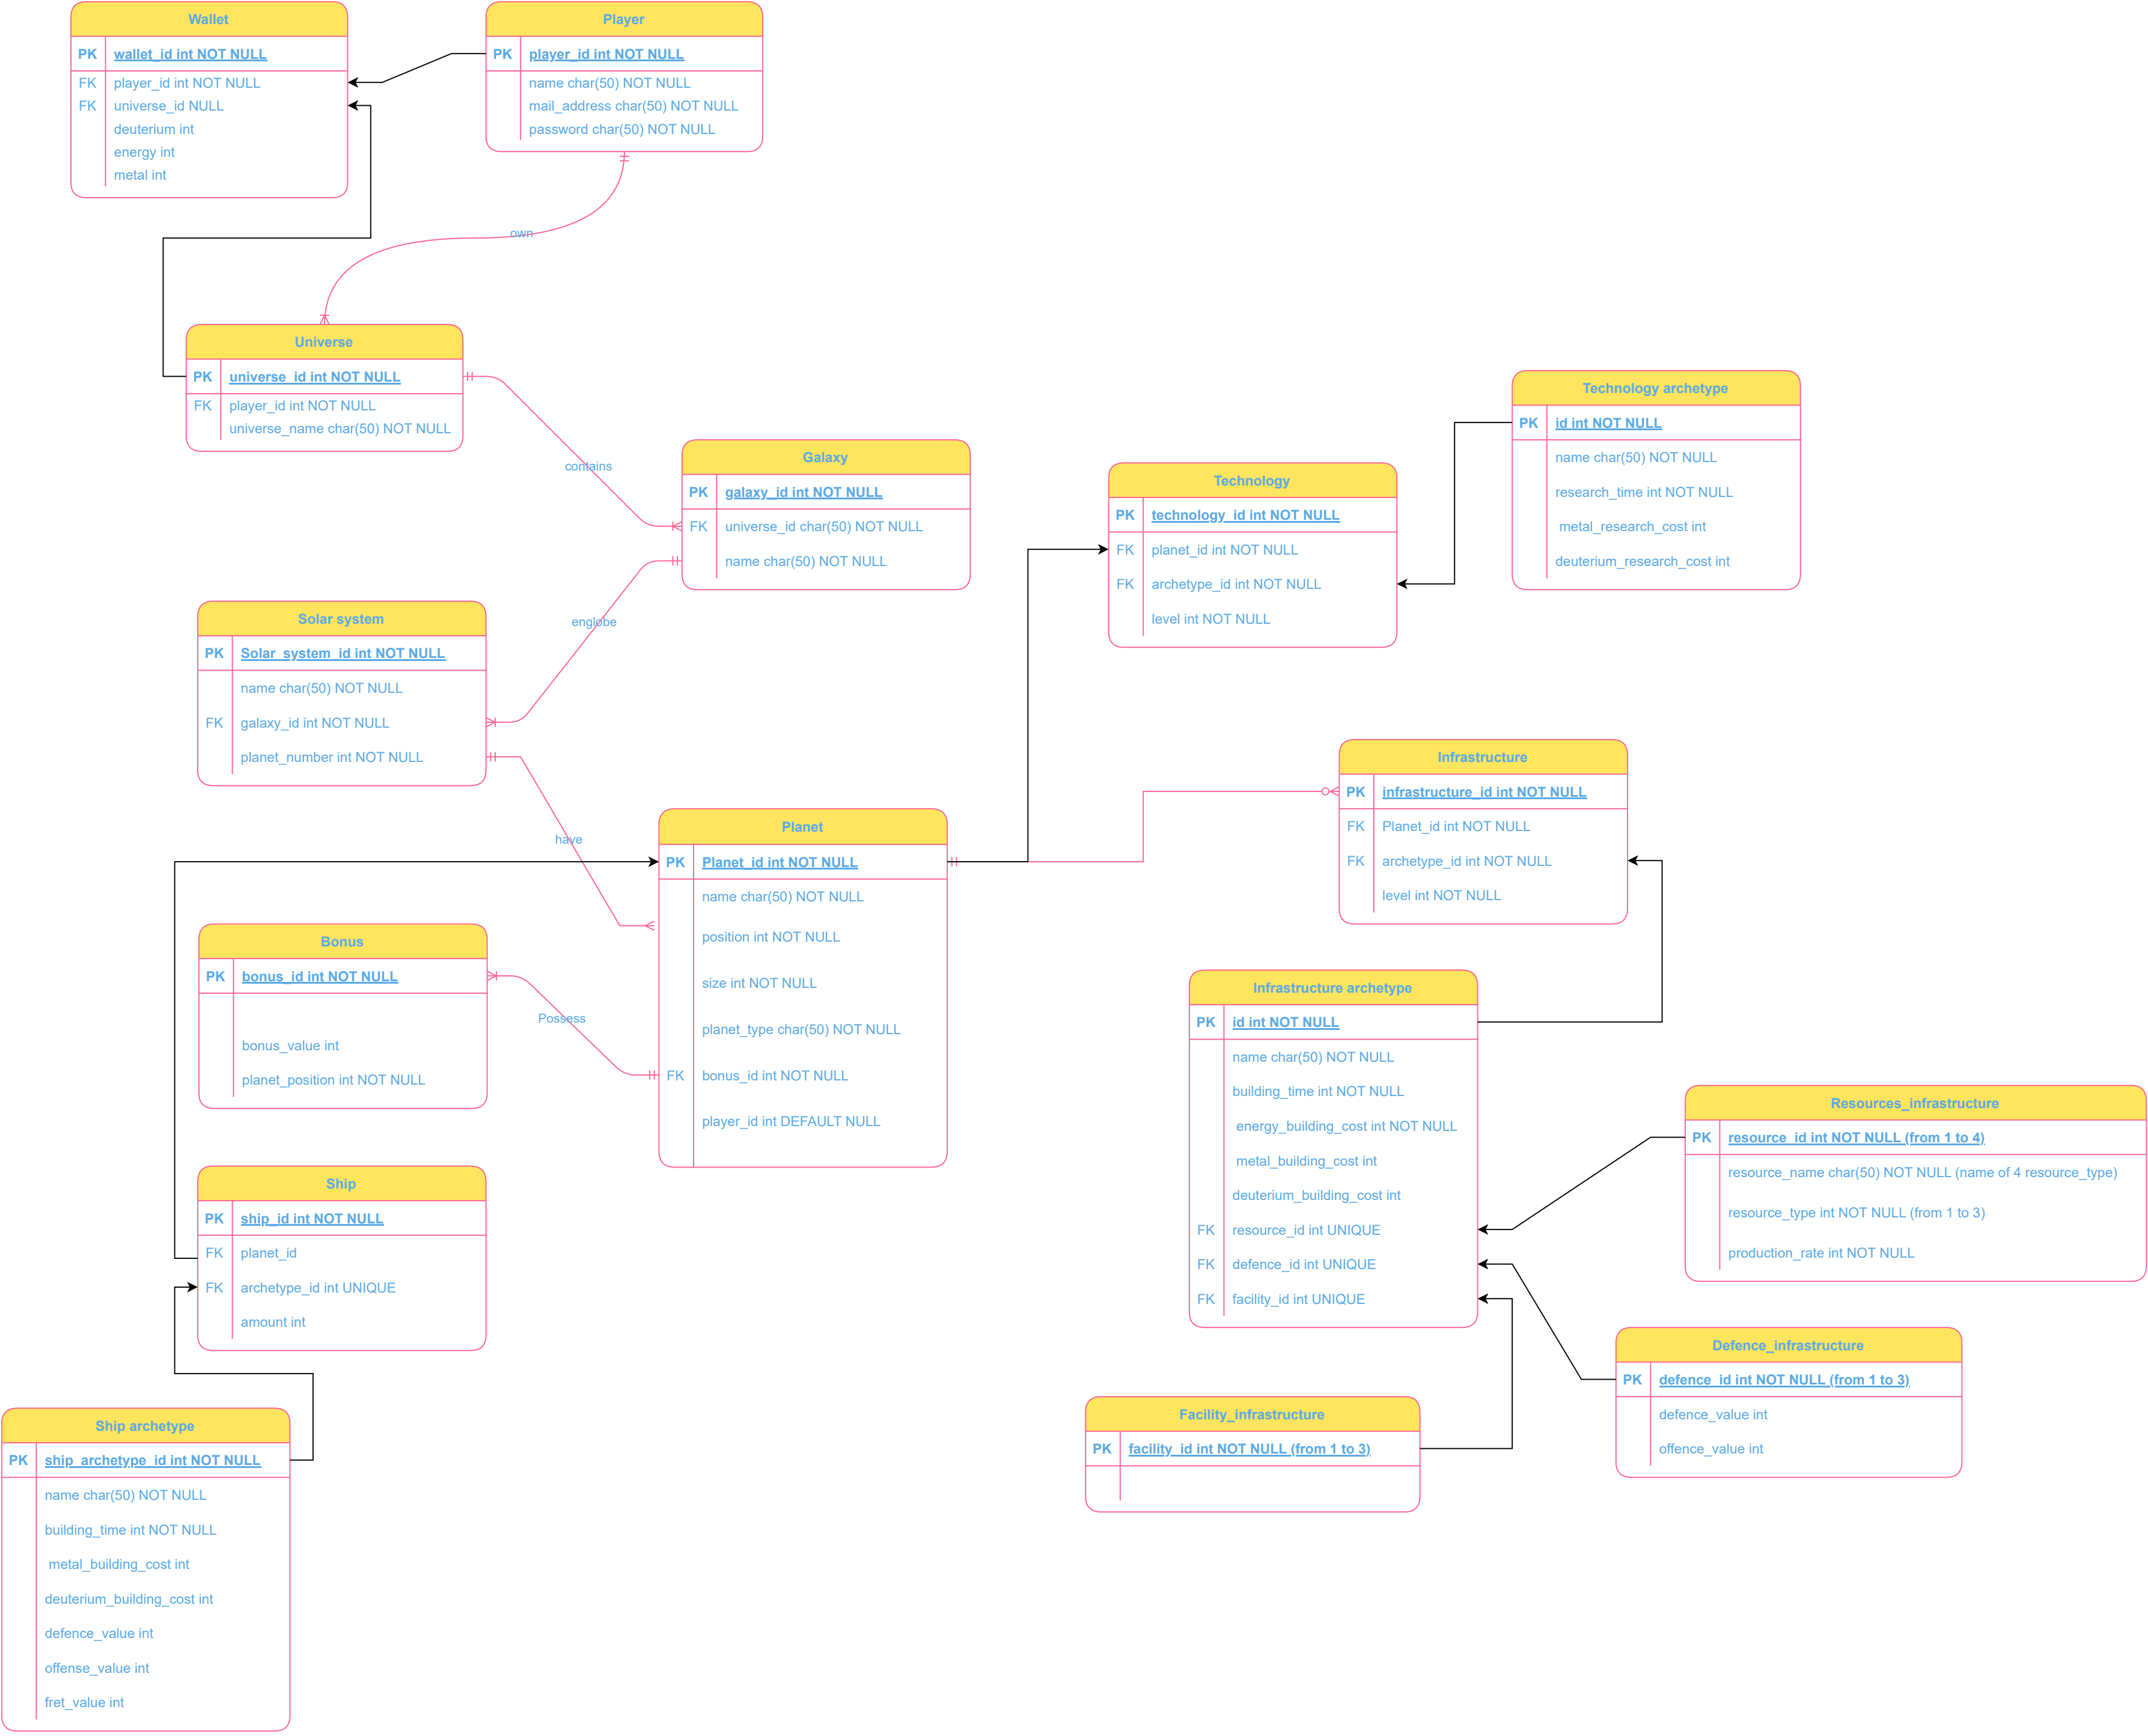 Wallet
PK wallet_id int NOT NULL
FK player_id int NOT NULL
FK universe_id NULL
deuterium int
energy int
metal int
Player
PK player_id int NOT NULL
name char(50) NOT NULL
mail_address char(50) NOT NULL
password char(50) NOT NULL
own
Universe
PK universe_id int NOT NULL
FK player_id int NOT NULL
universe_name char(50) NOT NULL
contains
Galaxy
PK galaxy_id int NOT NULL
FK universe_id char(50) NOT NULL
name char(50) NOT NULL
englobe
Technology archetype
PK id int NOT NULL
name char(50) NOT NULL
research_time int NOT NULL
metal_research_cost int
deuterium_research_cost int
Technology
PK technology_id int NOT NULL
FK planet_id int NOT NULL
FK archetype_id int NOT NULL
level int NOT NULL
Solar system
PK Solar_system_id int NOT NULL
name char(50) NOT NULL
FK galaxy_id int NOT NULL
planet_number int NOT NULL
have
Infrastructure
PK infrastructure_id int NOT NULL
FK Planet_id int NOT NULL
FK archetype_id int NOT NULL
level int NOT NULL
Planet
PK Planet_id int NOT NULL
name char(50) NOT NULL
position int NOT NULL
size int NOT NULL
planet_type char(50) NOT NULL
FK bonus_id int NOT NULL
player_id int DEFAULT NULL
Bonus
PK bonus_id int NOT NULL
bonus_value int
planet_position int NOT NULL
Possess
Infrastructure archetype
PK id int NOT NULL
name char(50) NOT NULL
building_time int NOT NULL
energy_building_cost int NOT NULL
metal_building_cost int
deuterium_building_cost int
FK resource_id int UNIQUE
FK defence_id int UNIQUE
FK facility_id int UNIQUE
Resources_infrastructure
PK resource_id int NOT NULL (from 1 to 4)
resource_name char(50) NOT NULL (name of 4 resource_type)
resource_type int NOT NULL (from 1 to 3)
production_rate int NOT NULL
Ship
PK ship_id int NOT NULL
FK planet_id
FK archetype_id int UNIQUE
amount int
Defence_infrastructure
PK defence_id int NOT NULL (from 1 to 3)
defence_value int
offence_value int
Facility_infrastructure
PK facility_id int NOT NULL (from 1 to 3)
Ship archetype
PK ship_archetype_id int NOT NULL
name char(50) NOT NULL
building_time int NOT NULL
metal_building_cost int
deuterium_building_cost int
defence_value int
offense_value int
fret_value int